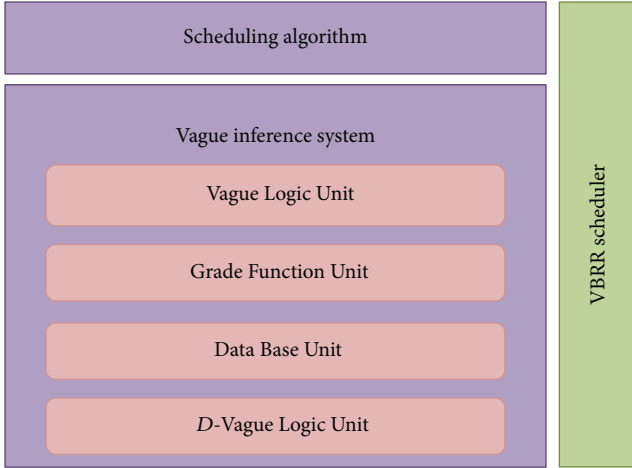 Scheduling algorithm
Vague inference system
Vague Logic Unit
Grade Function Unit
Data Base Unit
D-Vague Logic Unit
VBRR scheduler